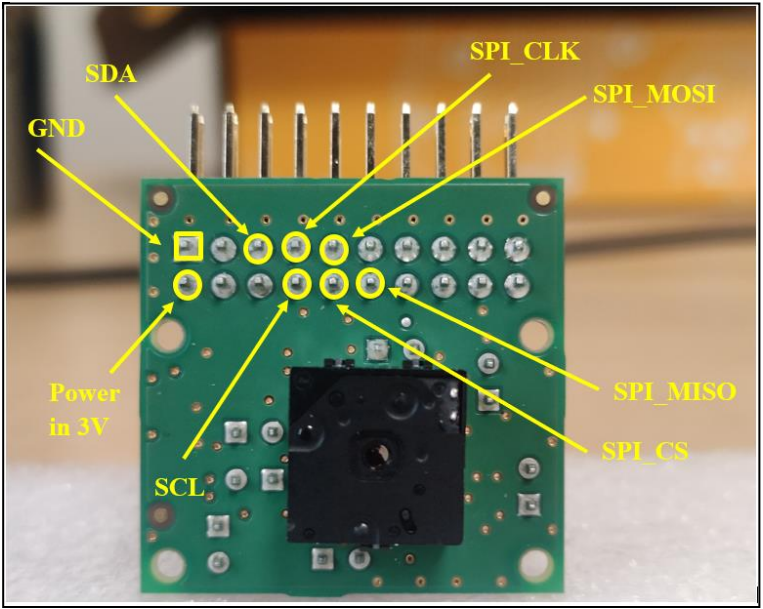 SPI_CLK
SDA
SPI_MOSI
GND
Power
in 3V
SPI_MISO
SPI_CS
SCL